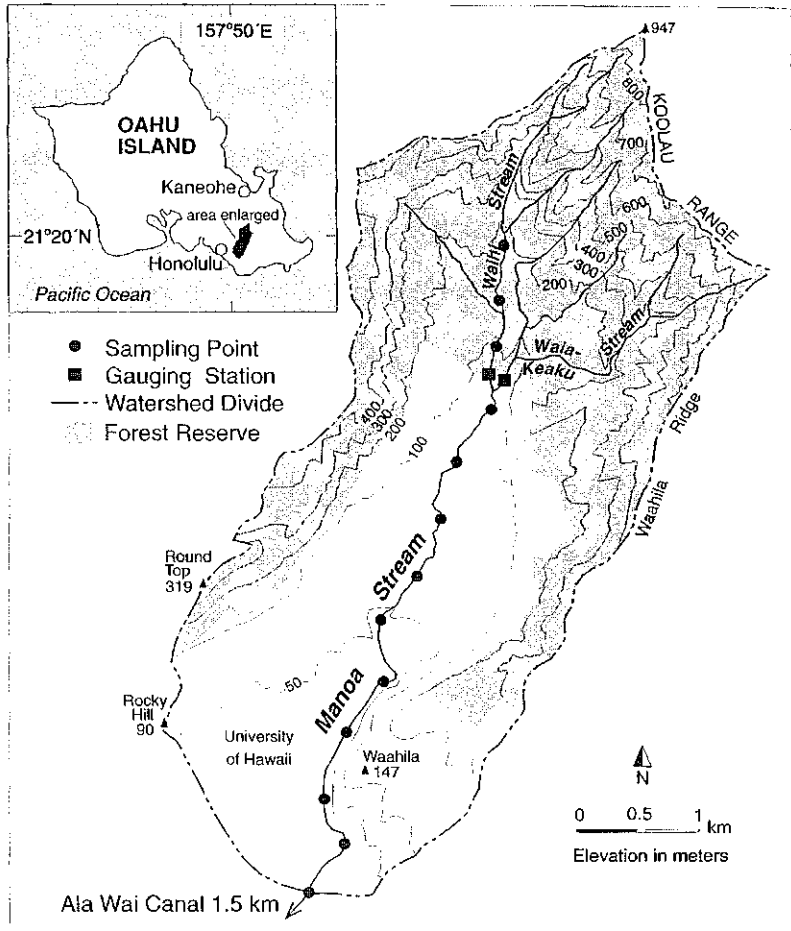 157°50´E
OAHU
ISLAND
Kaneohe
area enlarged
21°20´N
Honolulu
Pacific Ocean
Sampling Point
Gauging Station
Watershed Divide
Forest Reserve
947
KOOLAU
RANGE
800
700
600
500
400
300
200
Waihi Stream
Waia-
Keaku
Stream
Waahila
Ridge
400
300
200
100
Round
Top
319
Manoa Stream
50
Rocky
Hill
90
University
of Hawaii
Waahila
147
N
0 0.5 1
km
Elevation in meters
Ala Wai Canal 1.5 km